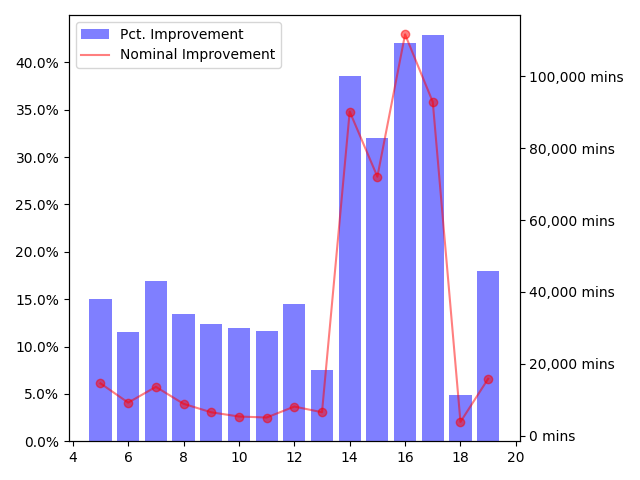 Pct. Improvement
Nominal Improvement
40.0%
35.0%
30.0%
25.0%
20.0%
15.0%
10.0%
5.0%
0.0%
100,000 mins
80,000 mins
60,000 mins
40,000 mins
20,000 mins
0 mins
4 6 8 10 12 14 16 18 20